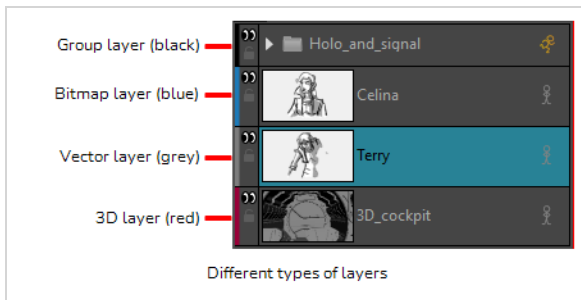 Group layer (black)
Holo_and_signal
Bitmap layer (blue)
Celina
Vector layer (grey)
Terry
3D layer (red)
3D_cockpit
Different types of layers